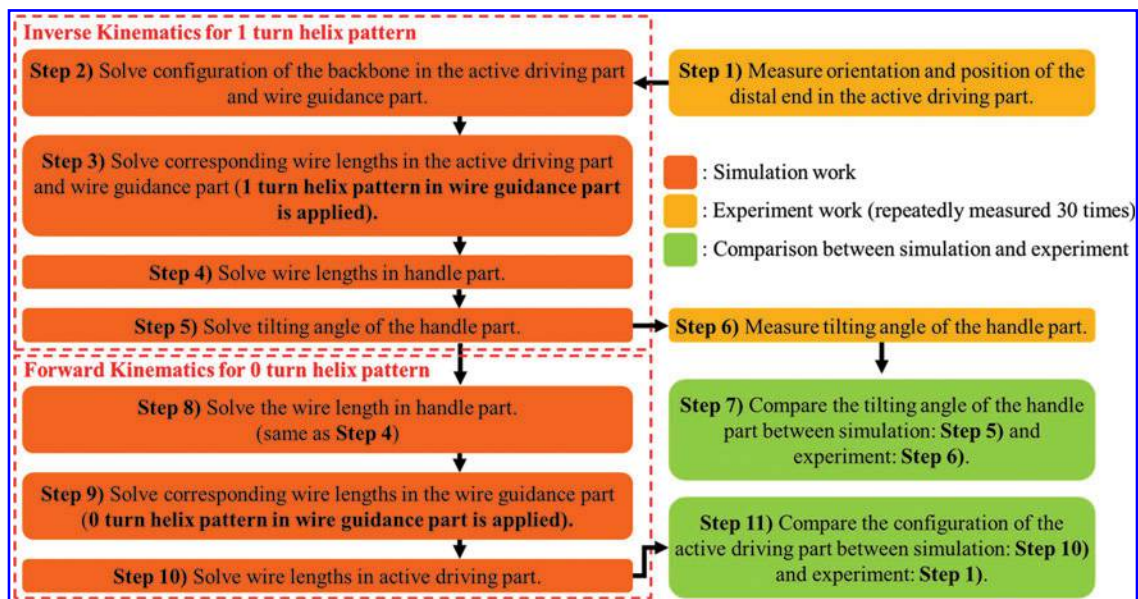 Inverse Kinematics for 1 turn helix pattern
Step 2) Solve configuration of the backbone in the active driving part
and wire guidance part.
Step 1) Measure orientation and position of the
distal end in the active driving part.
Step 3) Solve corresponding wire lengths in the active driving part
and wire guidance part (1 turn helix pattern in wire guidance part
is applied).
: Simulation work
: Experiment work (repeatedly measured 30 times)
: Comparison between simulation and experiment
Step 4) Solve wire lengths in handle part.
Step 5) Solve tilting angle of the handle part.
Step 6) Measure tilting angle of the handle part.
Forward Kinematics for 0 turn helix pattern
Step 8) Solve the wire length in handle part.
(same as Step 4)
Step 7) Compare the tilting angle of the handle
part between simulation: Step 5) and
experiment: Step 6).
Step 9) Solve corresponding wire lengths in the wire guidance part
(0 turn helix pattern in wire guidance part is applied).
Step 10) Solve wire lengths in active driving part.
Step 11) Compare the configuration of the
active driving part between simulation: Step 10)
and experiment: Step 1).